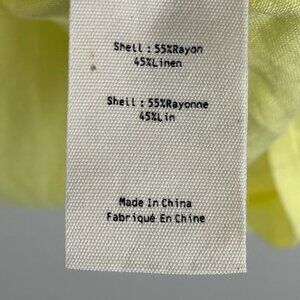 Shell : 55%Rayon
45%Linen
Shell : 55%Rayonne
45%Lin
Made In China
Fabriqué En Chine